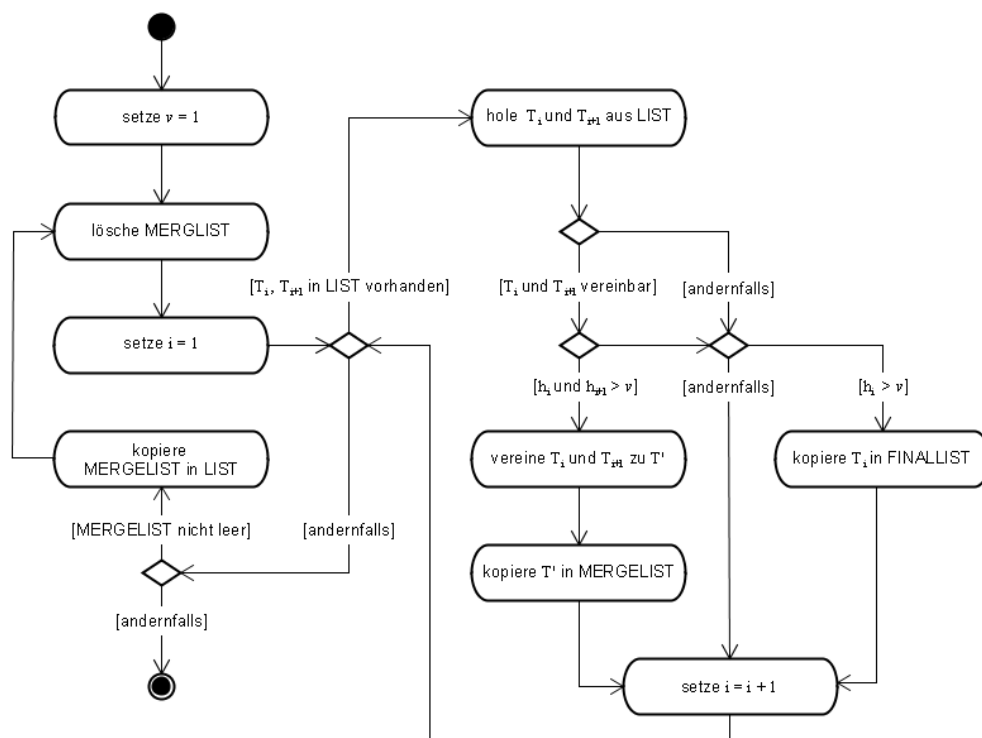 setze v = 1
hole Tᵢ und Tᵢ₊₁ aus LIST
lösche MERGLIST
[Tᵢ, Tᵢ₊₁ in LIST vorhanden]
[Tᵢ und Tᵢ₊₁ vereinbar]
[andernfalls]
setze i = 1
[hᵢ und hᵢ₊₁ > v]
[andernfalls]
[hᵢ > v]
kopiere
MERGELIST in LIST
vereine Tᵢ und Tᵢ₊₁ zu T'
kopiere Tᵢ in FINALLIST
[MERGELIST nicht leer]
[andernfalls]
kopiere T' in MERGELIST
[andernfalls]
setze i = i + 1